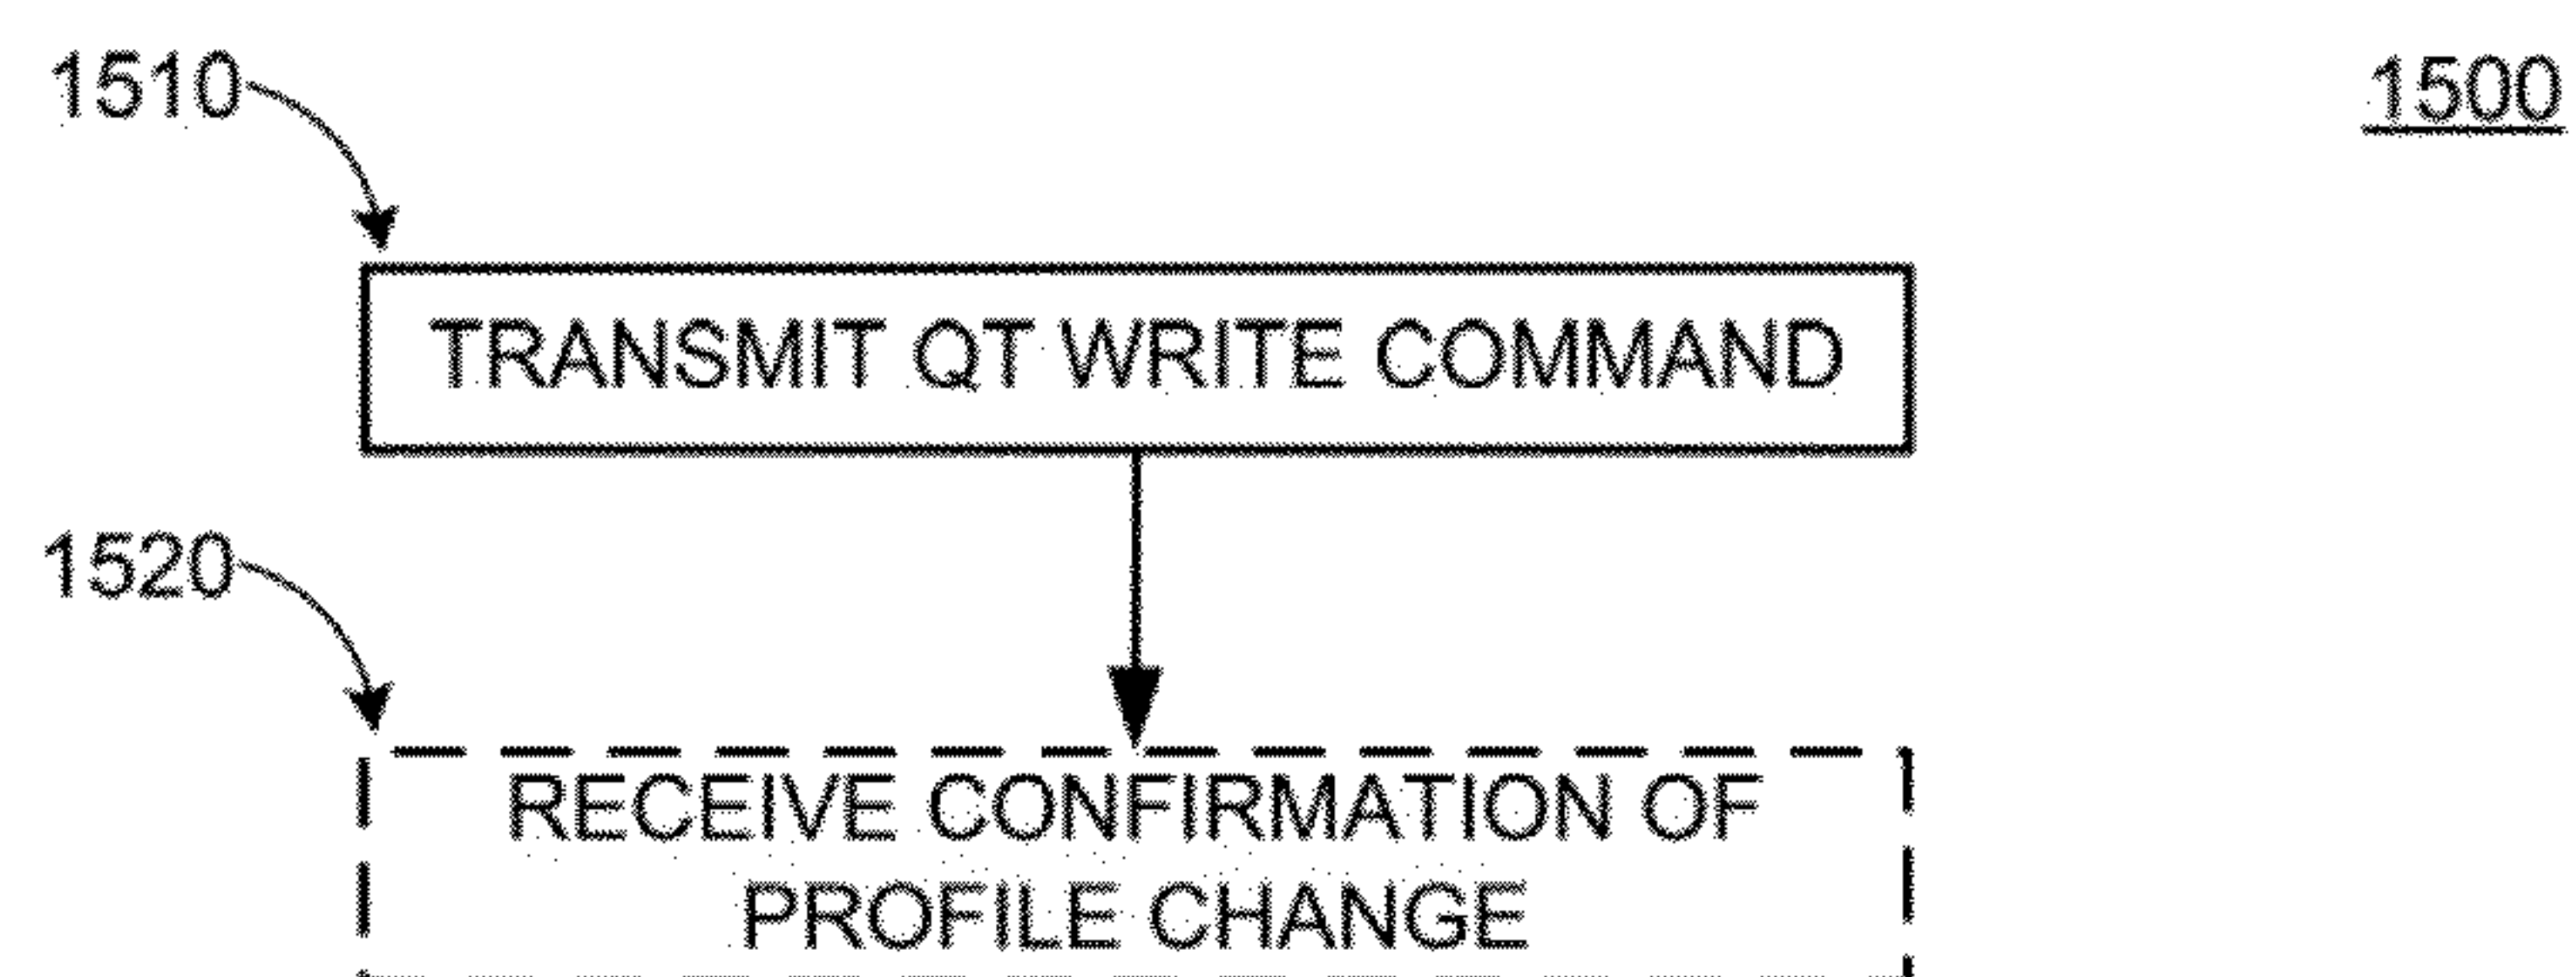 1510
1500
TRANSMIT QT WRITE COMMAND
1520
RECEIVE CONFIRMATION OF
PROFILE CHANGE